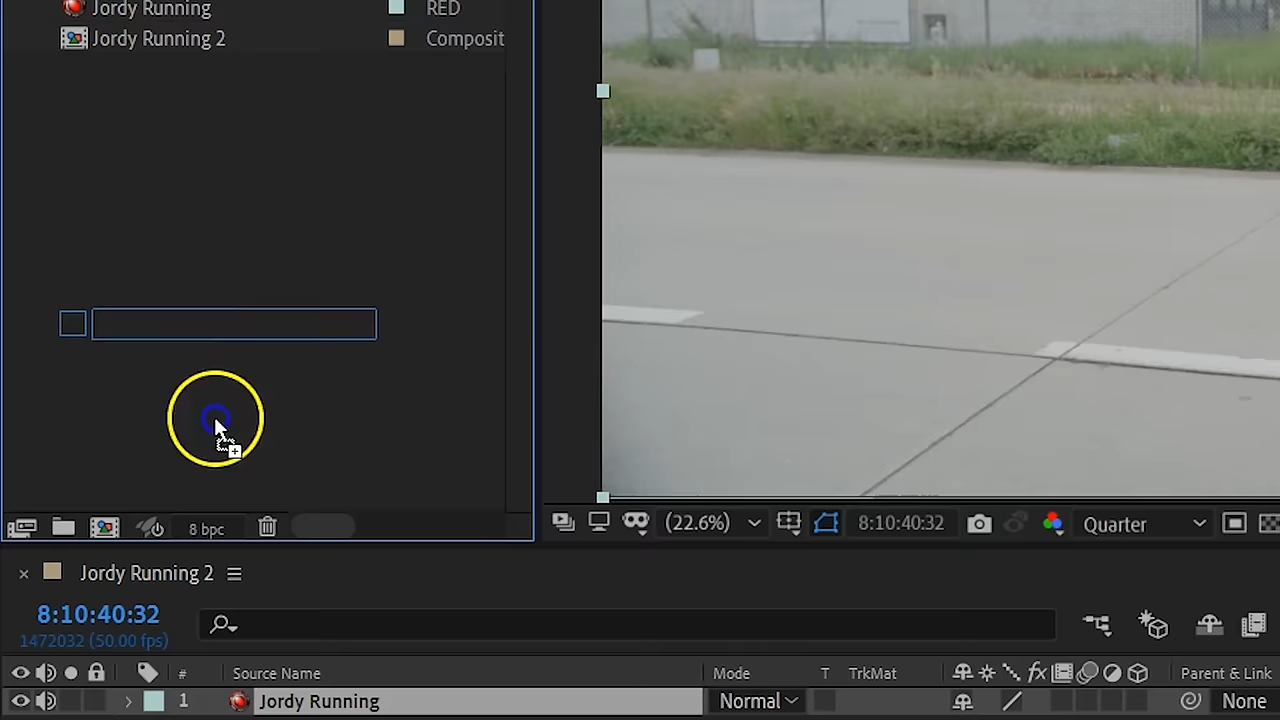 Jordy Running RED
Jordy Running 2 Composit
8 bpc
(22.6%) 8:10:40:32 Quarter
Jordy Running 2
8:10:40:32
1472032 (50.00 fps)
# Source Name Mode T TrkMat fx Parent & Link
1 Jordy Running Normal None